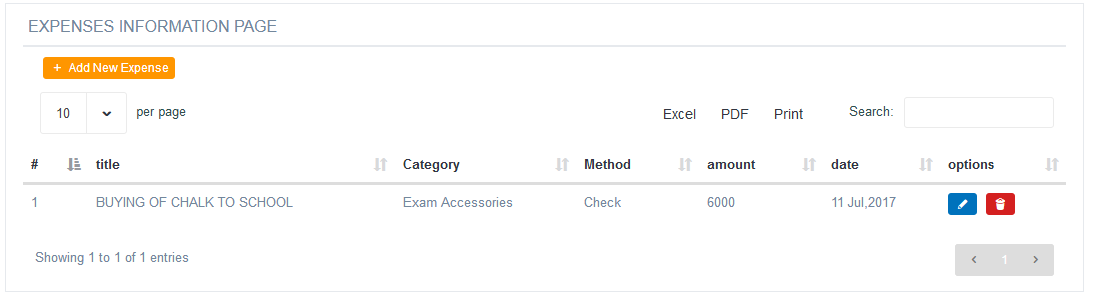 EXPENSES INFORMATION PAGE
+ Add New Expense
10 per page Excel PDF Print Search:
# title Category Method amount date options
1 BUYING OF CHALK TO SCHOOL Exam Accessories Check 6000 11 Jul,2017
Showing 1 to 1 of 1 entries ‹ 1 ›